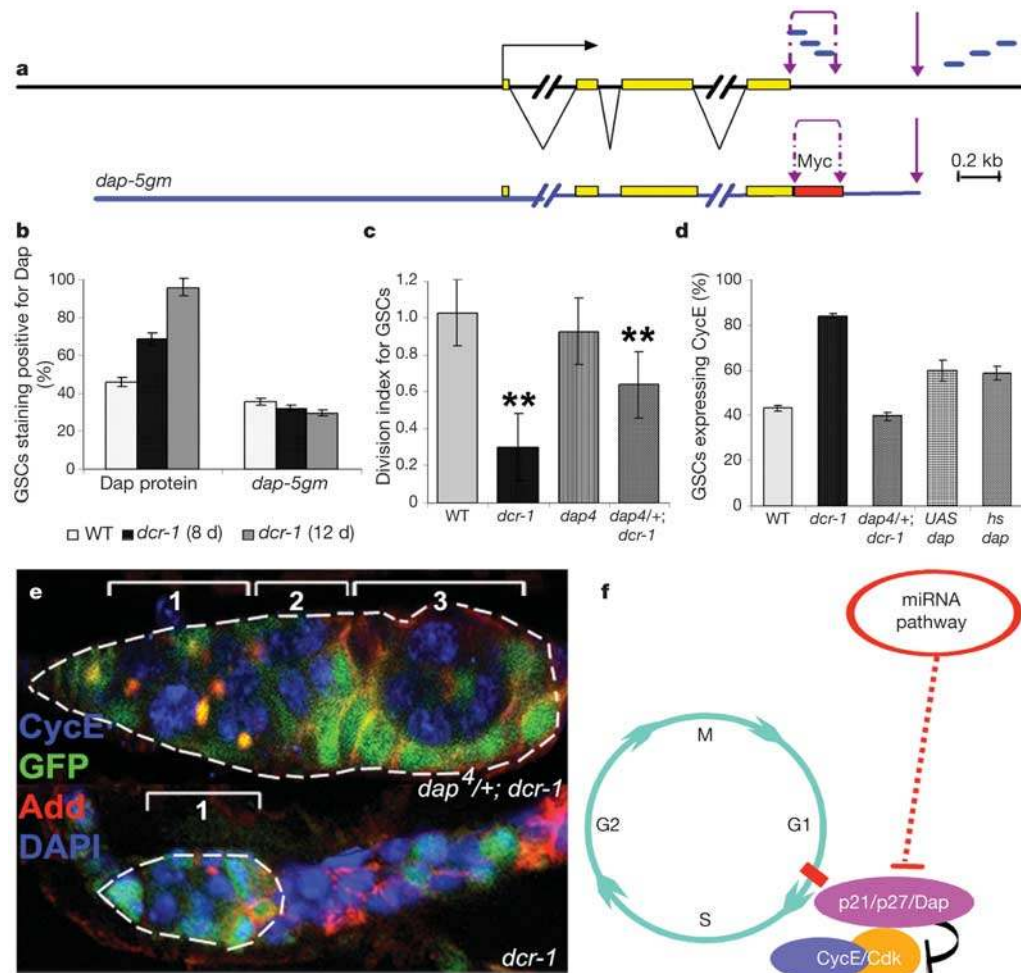 a
Myc
0.2 kb
dap-5gm
b
GSCs staining positive for Dap
(%)
100
80
60
40
20
0
Dap protein
dap-5gm
WT
dcr-1 (8 d)
dcr-1 (12 d)
c
Division index for GSCs
1.2
1.0
0.8
0.6
0.4
0.2
0
**
**
WT
dcr-1
dap4
dap4/+;
dcr-1
d
GSCs expressing CycE (%)
100
80
60
40
20
0
WT
dcr-1
dap4/+;
dcr-1
UAS
dap
hs
dap
e
1
2
3
CycE
GFP
Add
DAPI
dap4/+; dcr-1
1
dcr-1
f
miRNA
pathway
M
G2
G1
S
p21/p27/Dap
CycE/Cdk